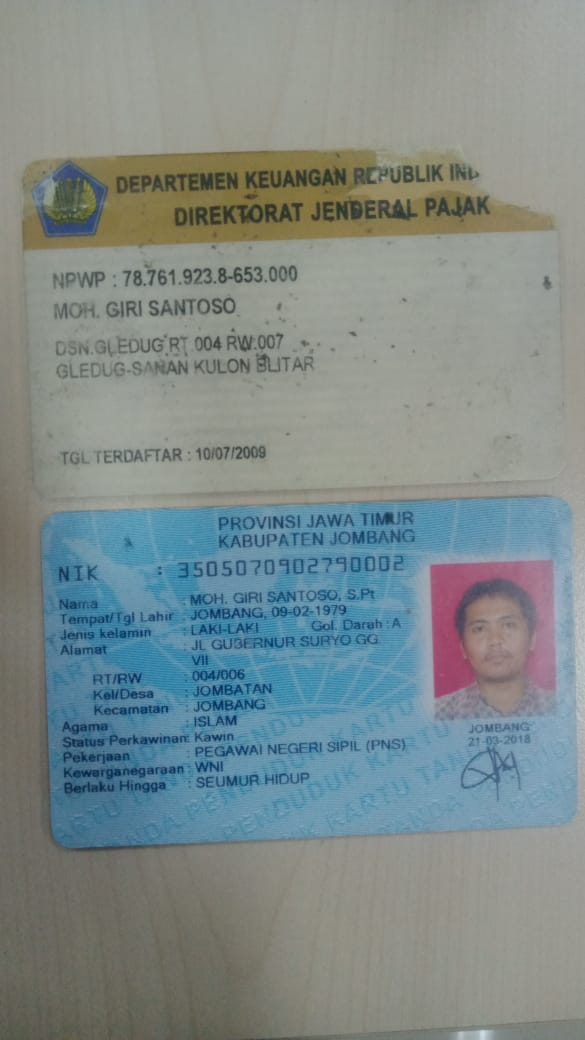 DEPARTEMEN KEUANGAN REPUBLIK
DIREKTORAT JENDERAL PAJAK
NPWP : 78.761.923.8-653.000
MOH. GIRI SANTOSO
DSN.GLEDUG RT 004 RW.007
GLEDUG-SANAN KULON BLITAR
TGL TERDAFTAR : 10/07/2009
PROVINSI JAWA TIMUR
KABUPATEN JOMBANG
NIK : 3505070902790002
Nama : MOH. GIRI SANTOSO, S.Pt
Tempat/Tgl Lahir : JOMBANG, 09-02-1979
Jenis kelamin : LAKI-LAKI Gol. Darah : A
Alamat : JL GUBERNUR SURYO GG.
VII
RT/RW : 004/006
Kel/Desa : JOMBATAN
Kecamatan : JOMBANG
Agama : ISLAM
Status Perkawinan: Kawin
Pekerjaan : PEGAWAI NEGERI SIPIL (PNS)
Kewarganegaraan: WNI
Berlaku Hingga : SEUMUR HIDUP
JOMBANG
21-03-2018